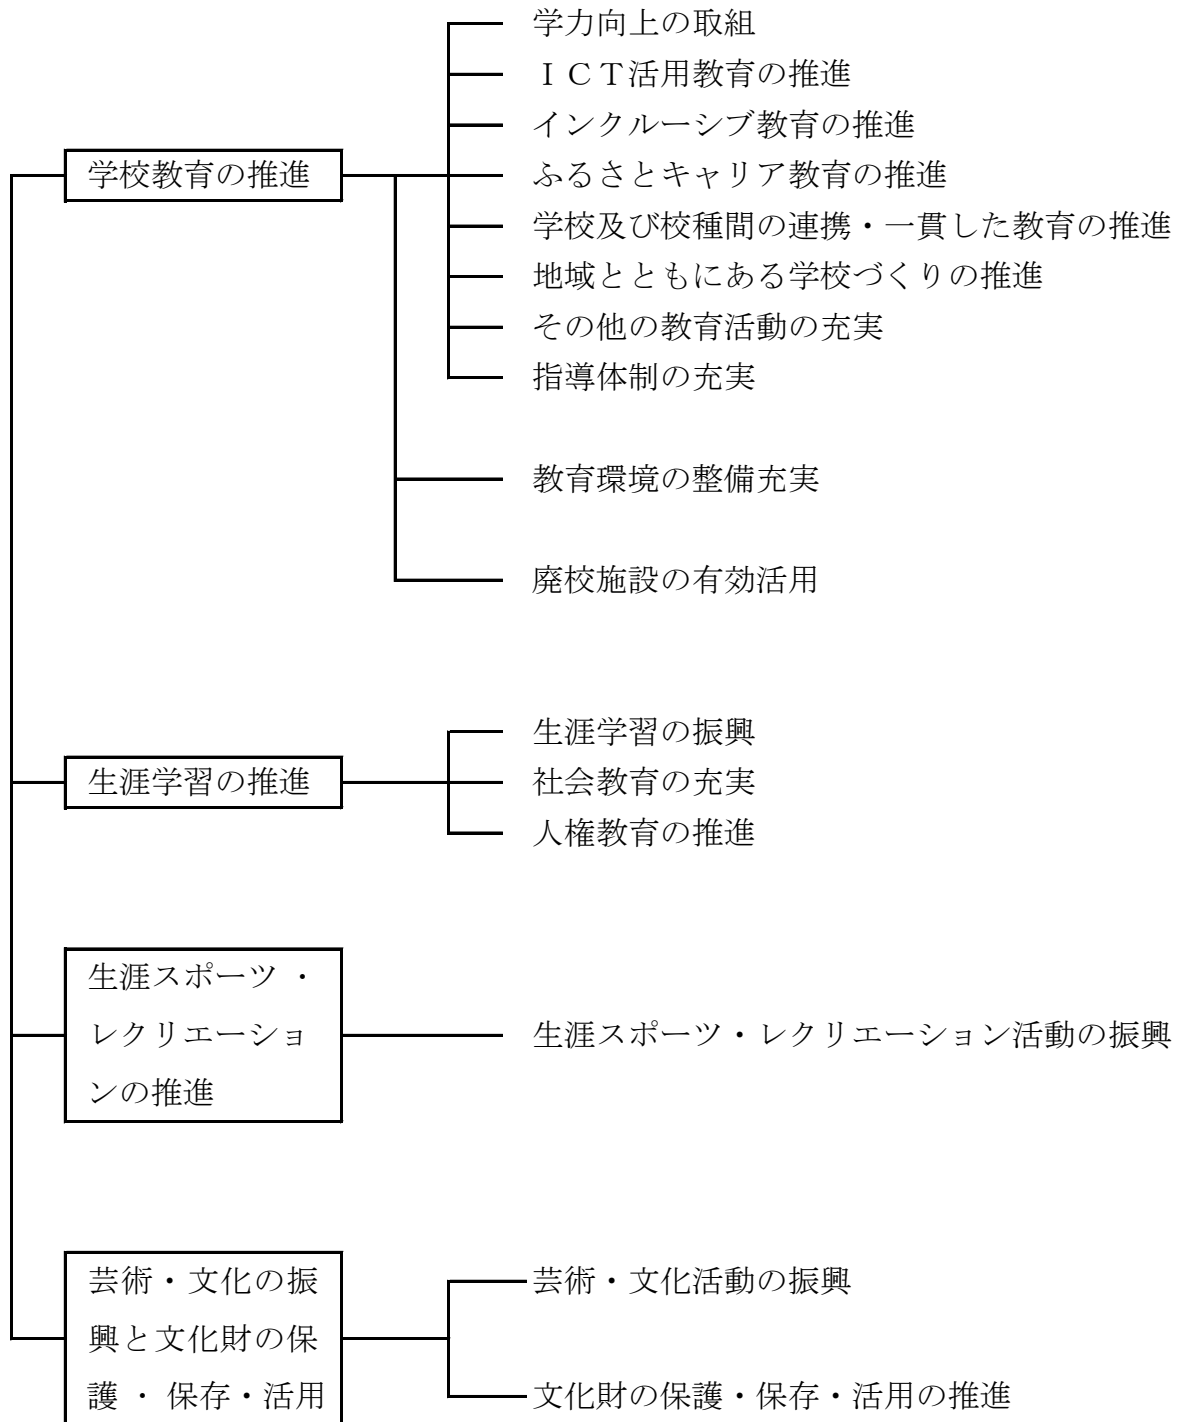 学力向上の取組
ＩＣＴ活用教育の推進
インクルーシブ教育の推進
学校教育の推進
ふるさとキャリア教育の推進
学校及び校種間の連携・一貫した教育の推進
地域とともにある学校づくりの推進
その他の教育活動の充実
指導体制の充実
教育環境の整備充実
廃校施設の有効活用
生涯学習の推進
生涯学習の振興
社会教育の充実
人権教育の推進
生涯スポーツ ・
レクリエーショ
ンの推進
生涯スポーツ・レクリエーション活動の振興
芸術・文化の振
興と文化財の保
護 ・ 保存・活用
芸術・文化活動の振興
文化財の保護・保存・活用の推進